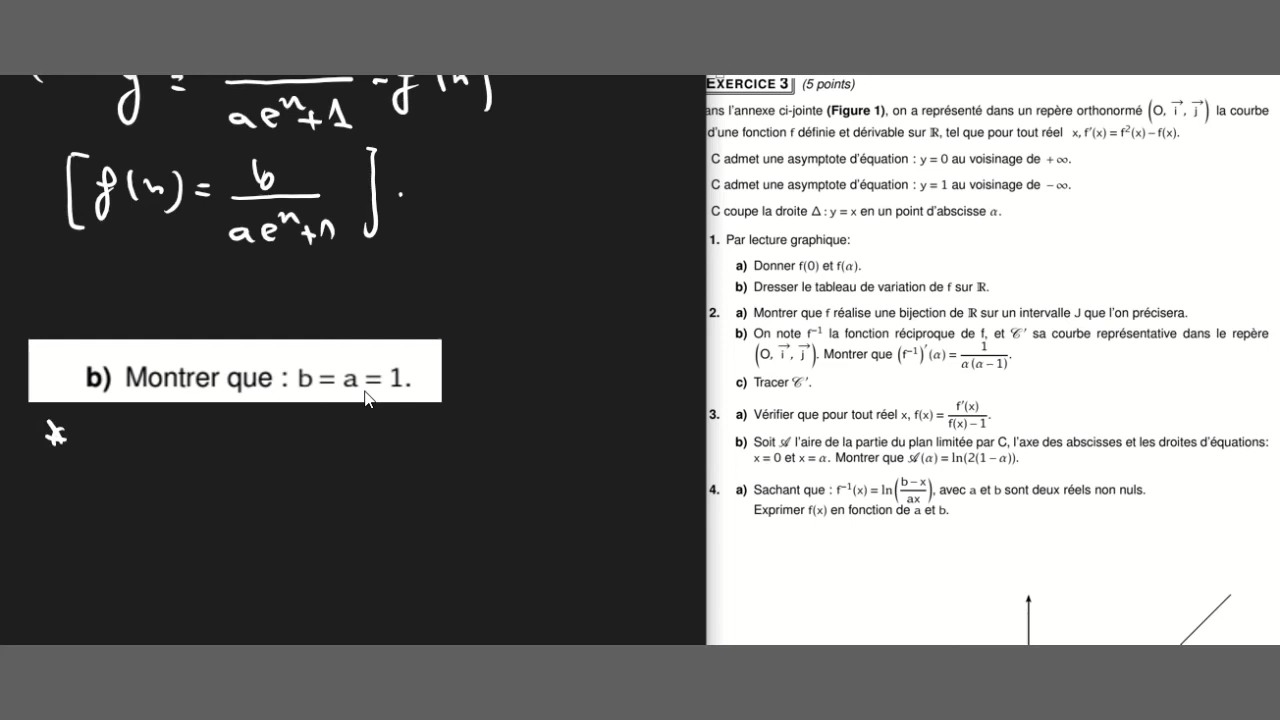 y = ae^x+1 = f(x)
[f(x) = b/(ae^x+1)].
b) Montrer que : b = a = 1.
*
EXERCICE 3 (5 points)
ans l'annexe ci-jointe (Figure 1), on a représenté dans un repère orthonormé (O, i⃗, j⃗) la courbe
d'une fonction f définie et dérivable sur ℝ, tel que pour tout réel x, f′(x) = f²(x) – f(x).
C admet une asymptote d'équation : y = 0 au voisinage de +∞.
C admet une asymptote d'équation : y = 1 au voisinage de –∞.
C coupe la droite Δ : y = x en un point d'abscisse α.
1. Par lecture graphique:
a) Donner f(0) et f(α).
b) Dresser le tableau de variation de f sur ℝ.
2. a) Montrer que f réalise une bijection de ℝ sur un intervalle J que l'on précisera.
b) On note f⁻¹ la fonction réciproque de f, et 𝒞′ sa courbe représentative dans le repère
(O, i⃗, j⃗). Montrer que (f⁻¹)′(α) = 1/(α(α – 1)).
c) Tracer 𝒞′.
3. a) Vérifier que pour tout réel x, f(x) = f′(x)/(f(x) – 1).
b) Soit 𝒜 l'aire de la partie du plan limitée par C, l'axe des abscisses et les droites d'équations:
x = 0 et x = α. Montrer que 𝒜(α) = ln(2(1 – α)).
4. a) Sachant que : f⁻¹(x) = ln((b – x)/(ax)), avec a et b sont deux réels non nuls.
Exprimer f(x) en fonction de a et b.